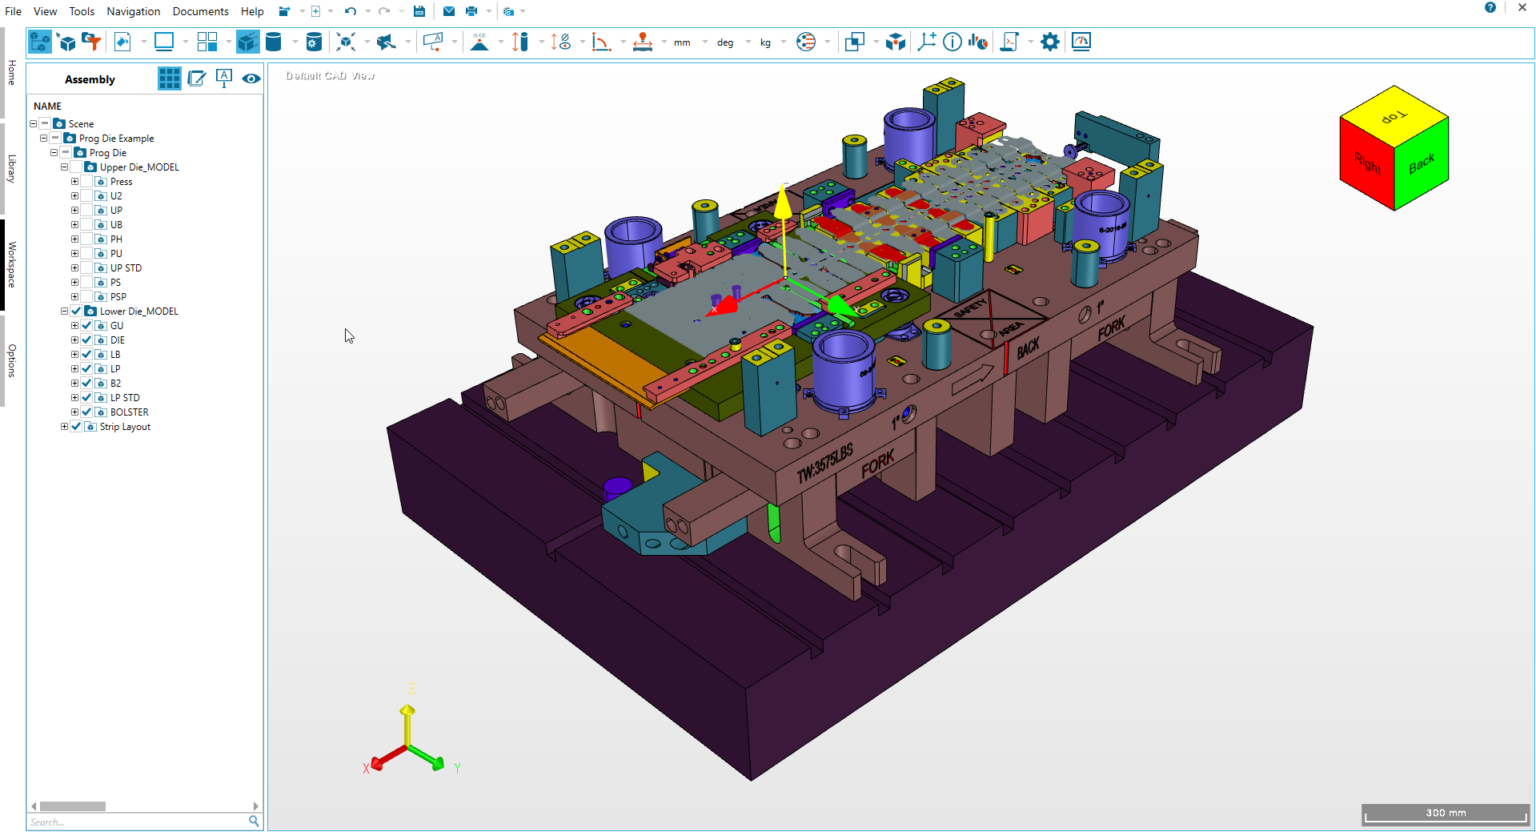 File View Tools Navigation Documents Help
mm deg kg
Home
Library
Workspace
Options
Assembly
NAME
Scene
Prog Die Example
Prog Die
Upper Die_MODEL
Press
U2
UP
UB
PH
PU
UP STD
PS
PSP
Lower Die_MODEL
GU
DIE
LB
LP
B2
LP STD
BOLSTER
Strip Layout
Search...
Default CAD View
Top
Right
Back
SAFETY
AREA
BACK
1"
FORK
1"
FORK
TW:3575LBS
Z
X
Y
300 mm